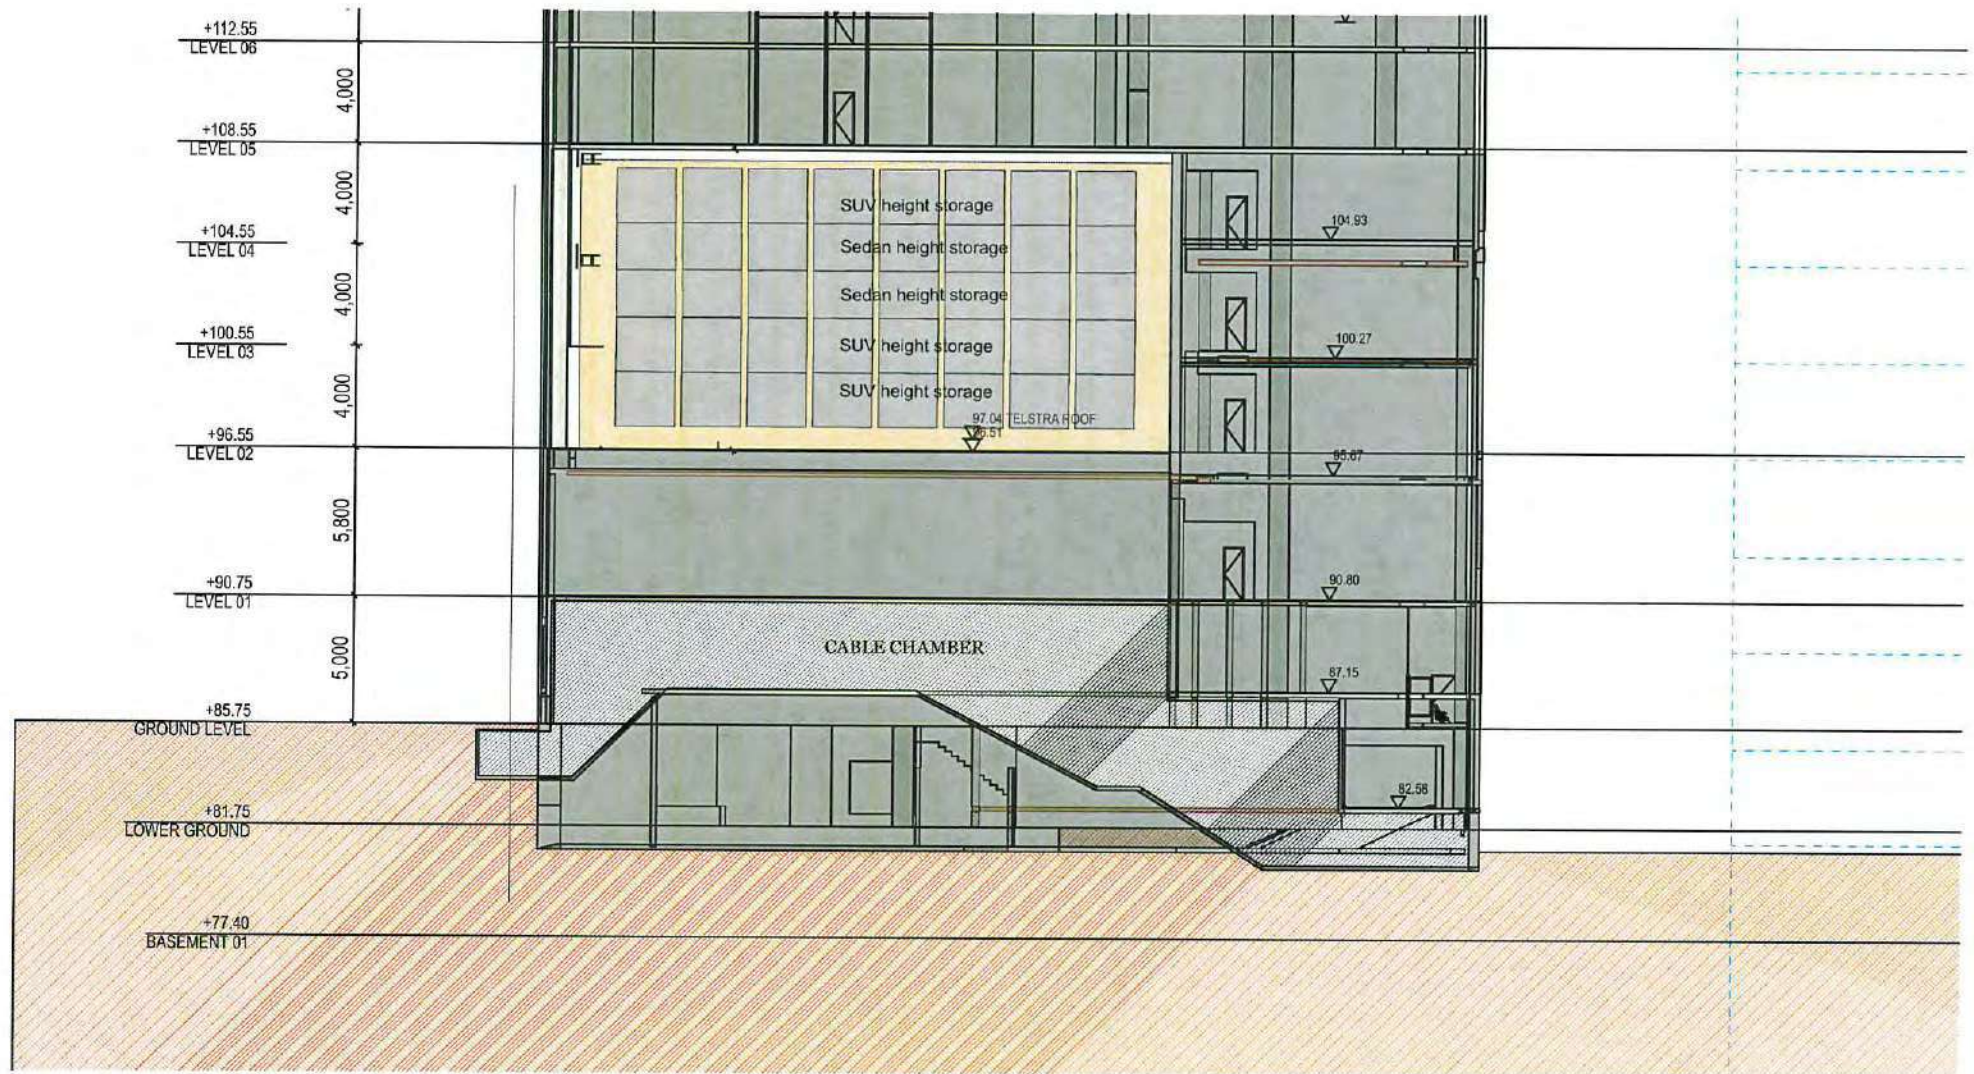 +112.55
LEVEL 06
4,000
+108.55
LEVEL 05
4,000
SUV height storage
104.93
+104.55
LEVEL 04
Sedan height storage
4,000
Sedan height storage
+100.55
LEVEL 03
SUV height storage
100.27
4,000
SUV height storage
97.04 TELSTRA ROOF
96.51
+96.55
LEVEL 02
95.67
5,800
+90.75
LEVEL 01
90.80
5,000
CABLE CHAMBER
87.15
+85.75
GROUND LEVEL
82.58
+81.75
LOWER GROUND
+77.40
BASEMENT 01